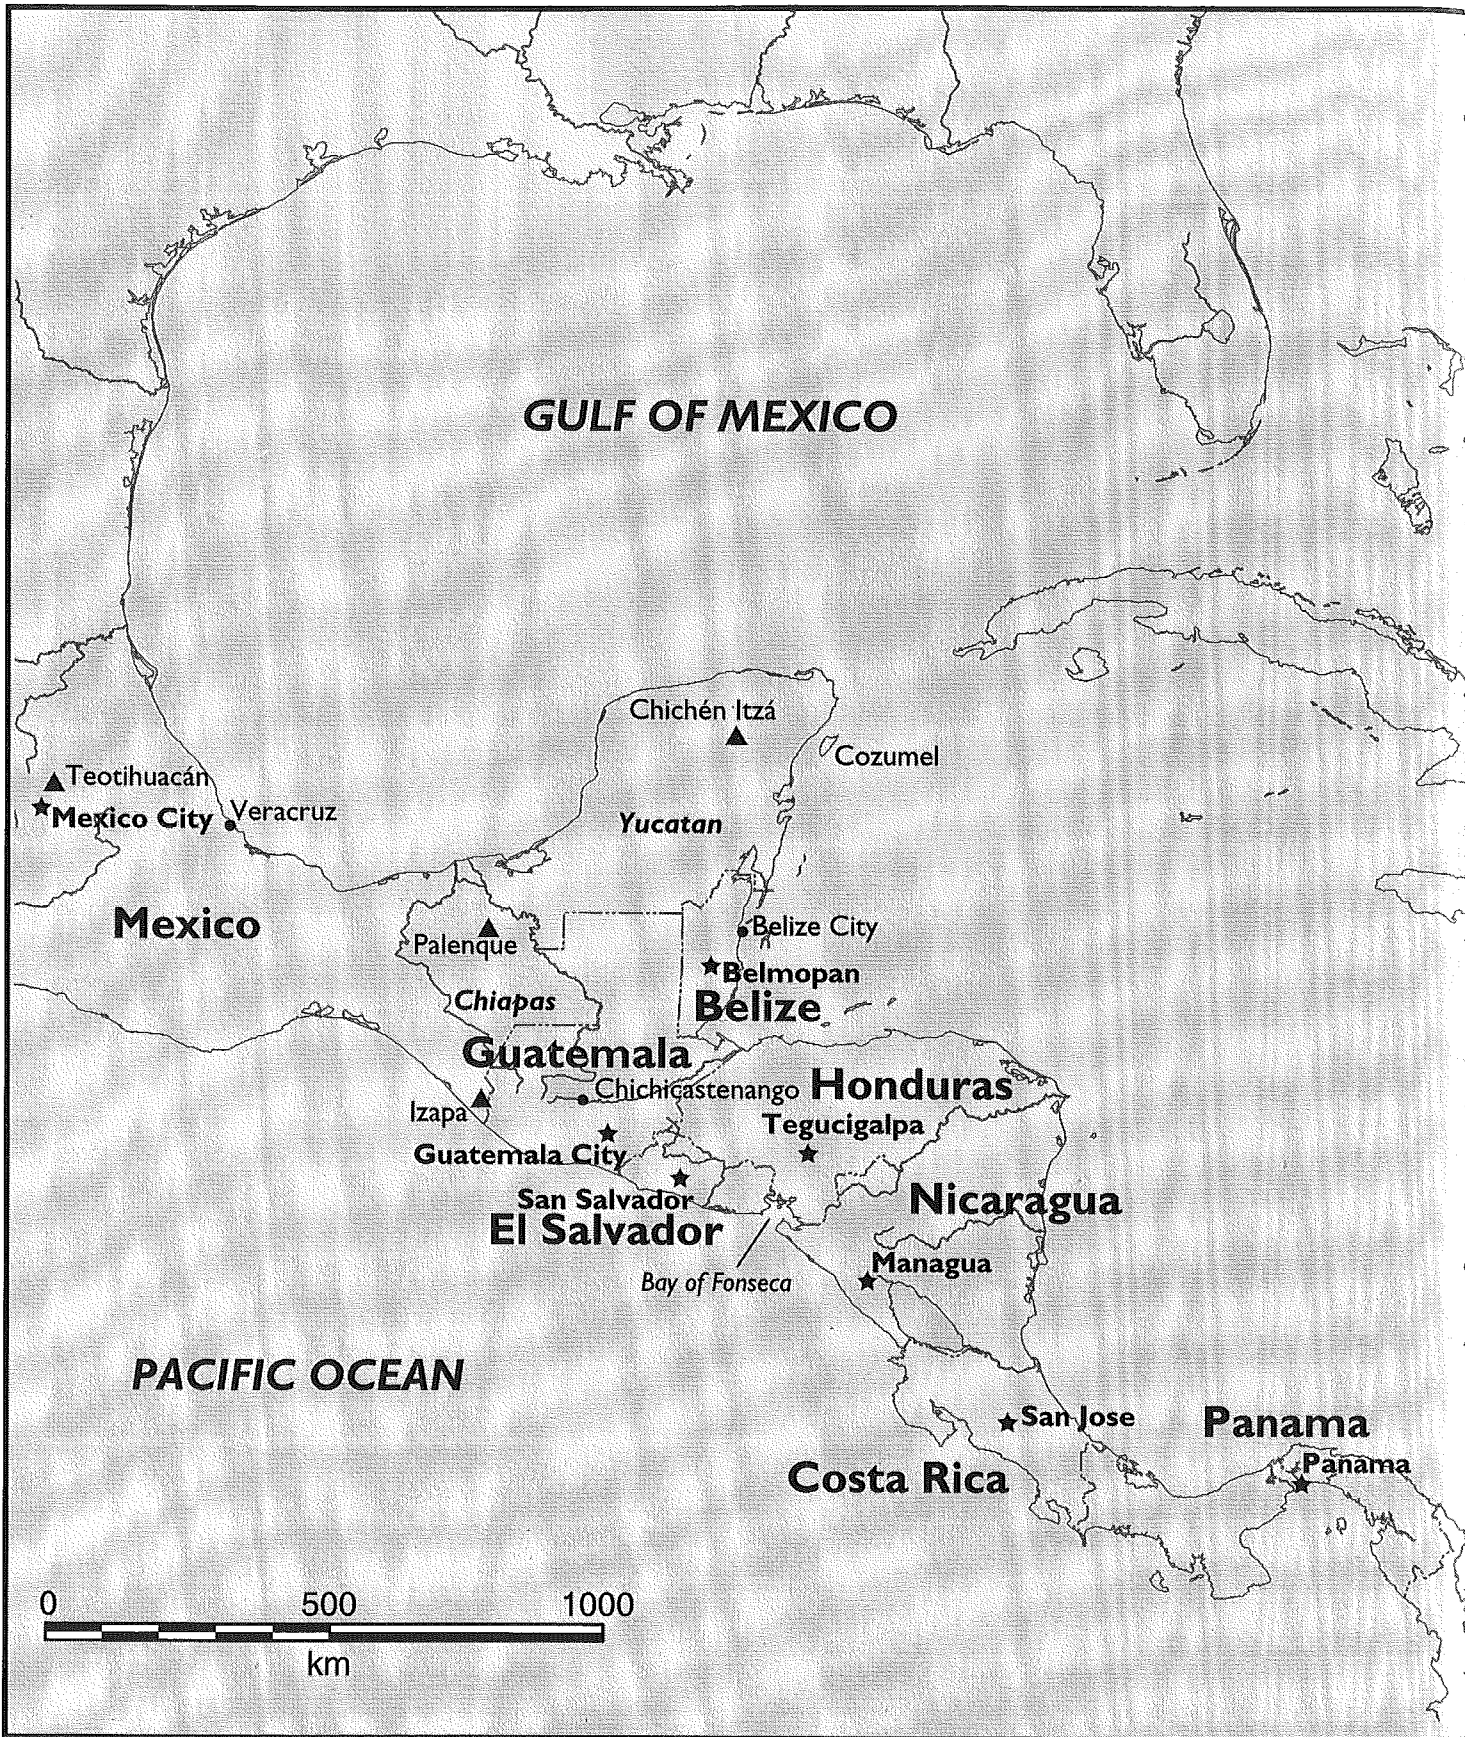 GULF OF MEXICO
Chichén Itzá
Cozumel
Teotihuacán
Mexico City
Veracruz
Yucatan
Mexico
Palenque
Belize City
Belmopan
Chiapas
Belize
Guatemala
Chichicastenango
Honduras
Izapa
Tegucigalpa
Guatemala City
San Salvador
Nicaragua
El Salvador
Managua
Bay of Fonseca
PACIFIC OCEAN
San Jose
Panama
Panama
Costa Rica
0 500 1000
km